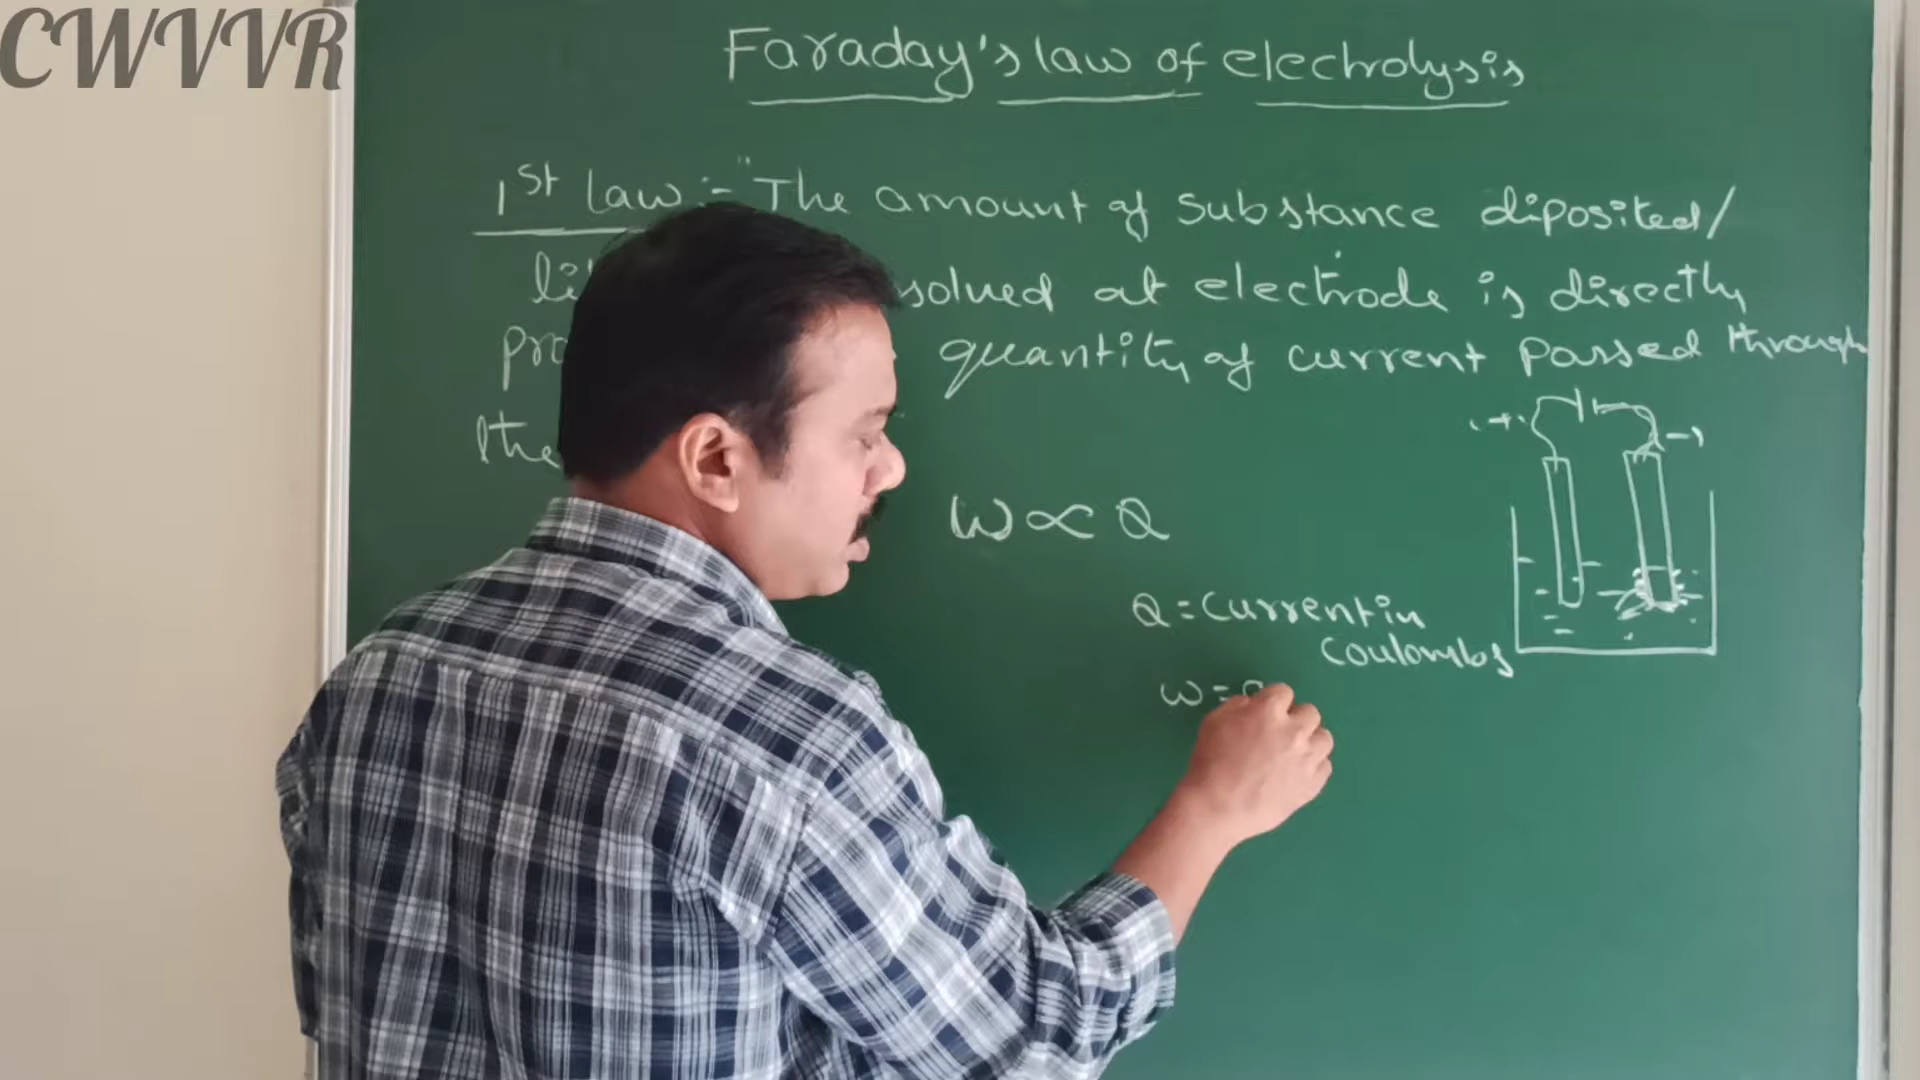 CWVVR
Faraday's law of electrolysis
1st law :- "The amount of substance diposited/
solved at electrode is directly
quantity of current passed through
the
W ∝ Q
(+) (-)
Q = Current in
Coulombs
w =